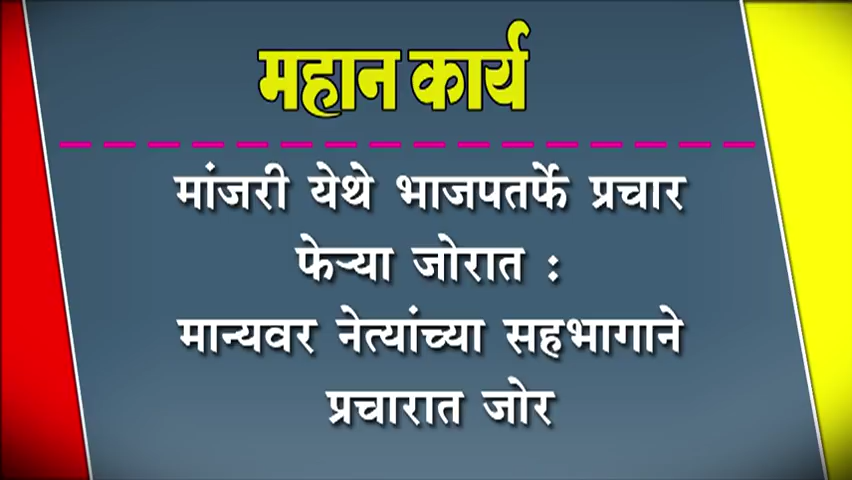 महान कार्य
मांजरी येथे भाजपतर्फे प्रचार
फेऱ्या जोरात :
मान्यवर नेत्यांच्या सहभागाने
प्रचारात जोर